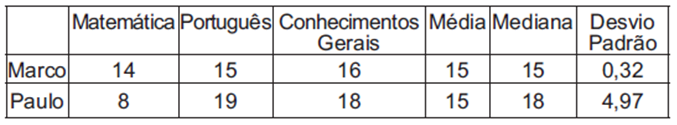 Matemática Português Conhecimentos Gerais Média Mediana Desvio Padrão
Marco 14 15 16 15 15 0,32
Paulo 8 19 18 15 18 4,97